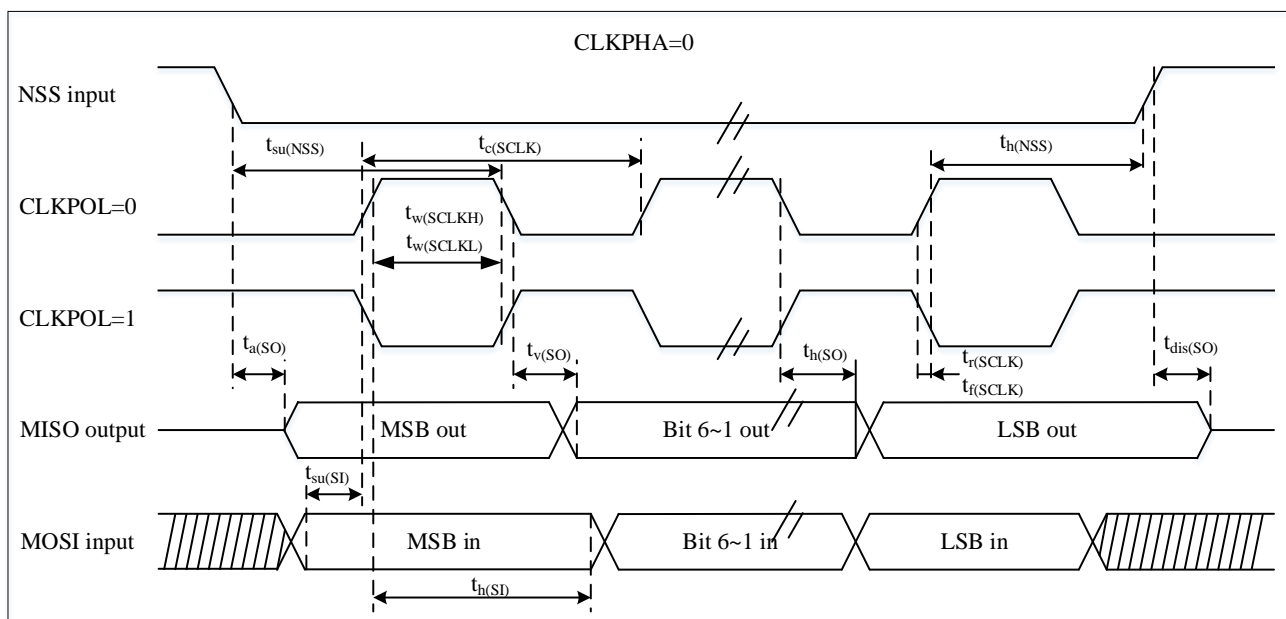 CLKPHA=0
NSS input
tsu(NSS)
tc(SCLK)
th(NSS)
CLKPOL=0
tw(SCLKH)
tw(SCLKL)
CLKPOL=1
ta(SO)
tv(SO)
th(SO)
tr(SCLK)
tf(SCLK)
tdis(SO)
MISO output
MSB out
Bit 6~1 out
LSB out
tsu(SI)
MOSI input
MSB in
Bit 6~1 in
LSB in
th(SI)